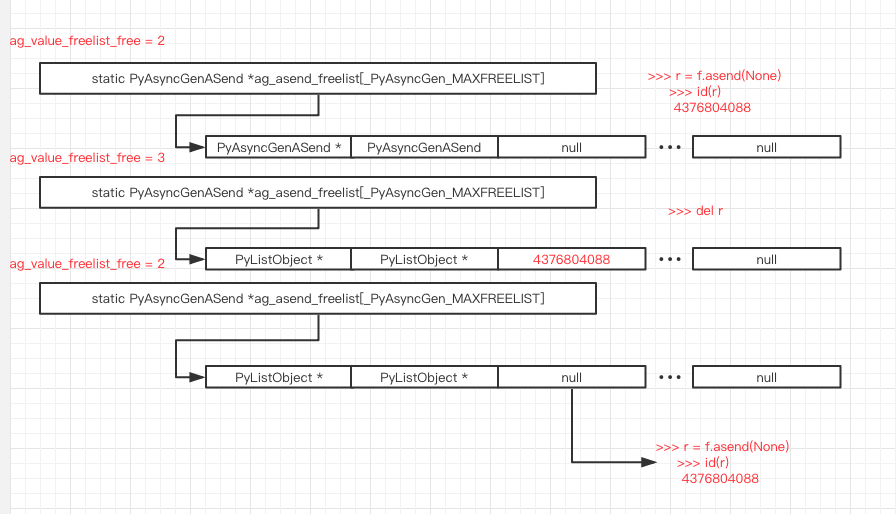 ag_value_freelist_free = 2
static PyAsyncGenASend *ag_asend_freelist[_PyAsyncGen_MAXFREELIST]
>>> r = f.asend(None)
>>> id(r)
4376804088
PyAsyncGenASend * PyAsyncGenASend null ••• null
ag_value_freelist_free = 3
static PyAsyncGenASend *ag_asend_freelist[_PyAsyncGen_MAXFREELIST]
>>> del r
PyListObject * PyListObject * 4376804088 ••• null
ag_value_freelist_free = 2
static PyAsyncGenASend *ag_asend_freelist[_PyAsyncGen_MAXFREELIST]
PyListObject * PyListObject * null ••• null
>>> r = f.asend(None)
>>> id(r)
4376804088